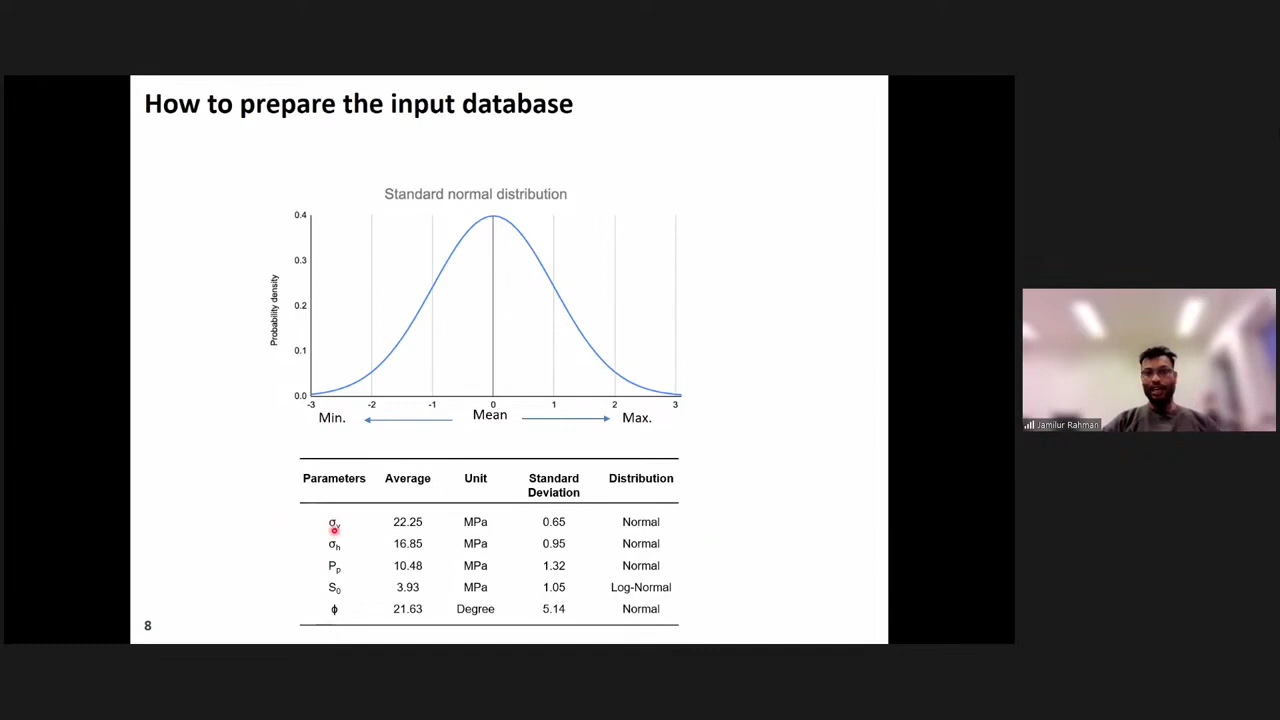 How to prepare the input database
Standard normal distribution
Probability density
0.4
0.3
0.2
0.1
0.0
-3 -2 -1 0 1 2 3
Min. Mean Max.
Parameters Average Unit Standard Deviation Distribution
σv 22.25 MPa 0.65 Normal
σh 16.85 MPa 0.95 Normal
Pp 10.48 MPa 1.32 Normal
S0 3.93 MPa 1.05 Log-Normal
ϕ 21.63 Degree 5.14 Normal
8
Jamilur Rahman